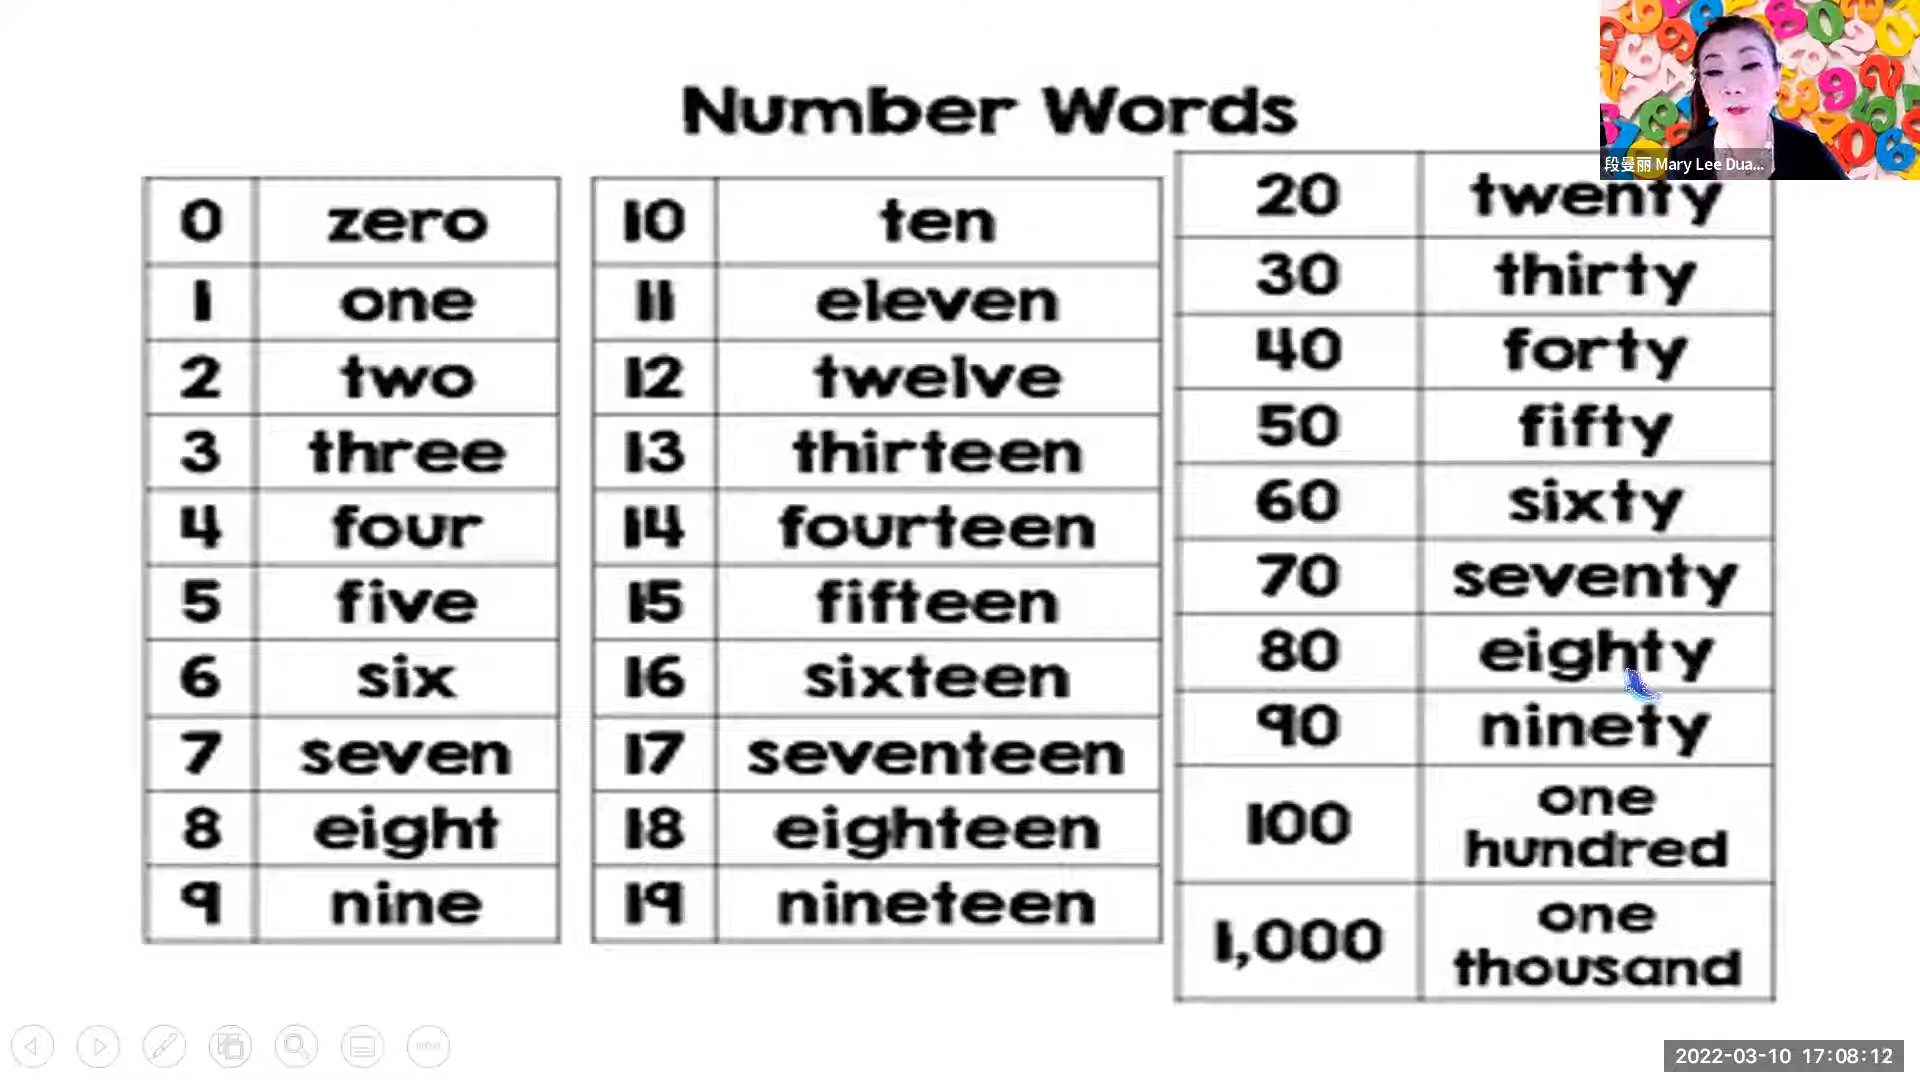 Number Words
0 zero
1 one
2 two
3 three
4 four
5 five
6 six
7 seven
8 eight
9 nine
10 ten
11 eleven
12 twelve
13 thirteen
14 fourteen
15 fifteen
16 sixteen
17 seventeen
18 eighteen
19 nineteen
20 twenty
30 thirty
40 forty
50 fifty
60 sixty
70 seventy
80 eighty
90 ninety
100 one
hundred
1,000 one
thousand
段曼丽 Mary Lee Dua...
2022-03-10 17:08:12